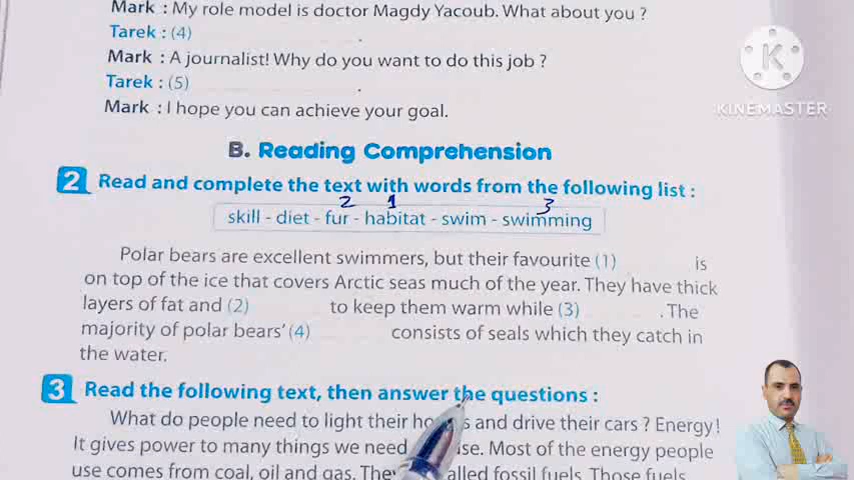 Mark : My role model is doctor Magdy Yacoub. What about you ?
Tarek : (4) .
Mark : A journalist! Why do you want to do this job ?
Tarek : (5) .
Mark : I hope you can achieve your goal.
K
KINEMASTER
B. Reading Comprehension
2 Read and complete the text with words from the following list :
2 1 3
skill - diet - fur - habitat - swim - swimming
Polar bears are excellent swimmers, but their favourite (1) is
on top of the ice that covers Arctic seas much of the year. They have thick
layers of fat and (2) to keep them warm while (3) . The
majority of polar bears' (4) consists of seals which they catch in
the water.
3 Read the following text, then answer the questions :
What do people need to light their and drive their cars ? Energy!
It gives power to many things we need Most of the energy people
use comes from coal, oil and gas. called fossil fuels. Those fuels